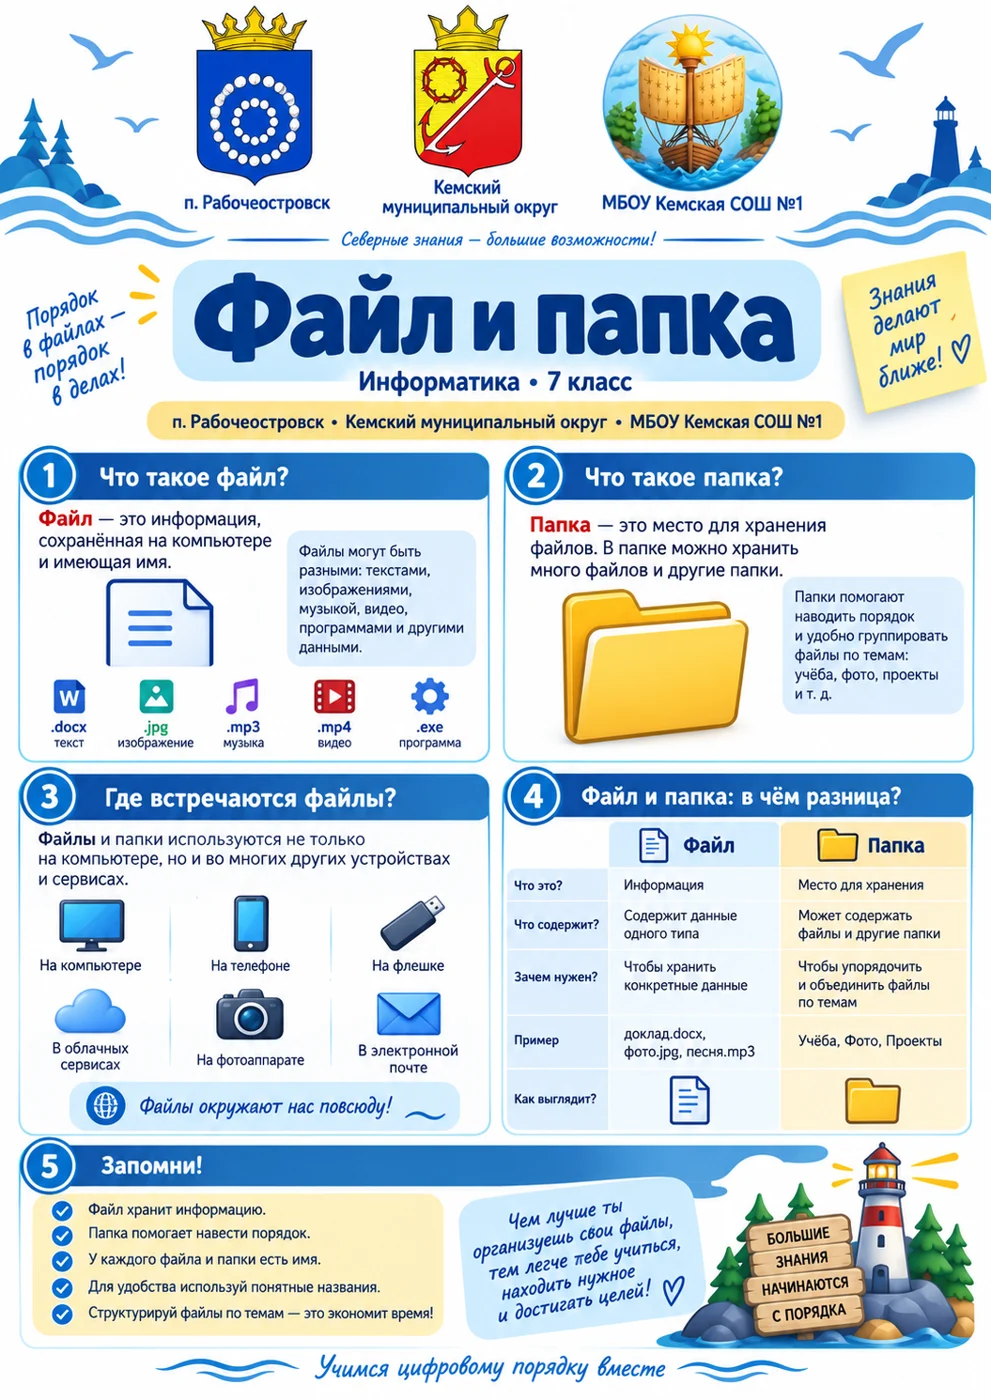 п. Рабочеостровск
Кемский
муниципальный округ
МБОУ Кемская СОШ №1
Северные знания — большие возможности!
Порядок
в файлах —
порядок
в делах!
Файл и папка
Знания
делают
мир
ближе!
Информатика • 7 класс
п. Рабочеостровск • Кемский муниципальный округ • МБОУ Кемская СОШ №1
1 Что такое файл?
Файл — это информация,
сохранённая на компьютере
и имеющая имя.
Файлы могут быть
разными: текстами,
изображениями,
музыкой, видео,
программами и другими
данными.
W
.docx
текст
.jpg
изображение
.mp3
музыка
.mp4
видео
.exe
программа
2 Что такое папка?
Папка — это место для хранения
файлов. В папке можно хранить
много файлов и другие папки.
Папки помогают
наводить порядок
и удобно группировать
файлы по темам:
учёба, фото, проекты
и т. д.
3 Где встречаются файлы?
Файлы и папки используются не только
на компьютере, но и во многих других устройствах
и сервисах.
На компьютере
На телефоне
На флешке
В облачных
сервисах
На фотоаппарате
В электронной
почте
Файлы окружают нас повсюду!
4 Файл и папка: в чём разница?
Файл
Папка
Что это?
Информация
Место для хранения
Что содержит?
Содержит данные
одного типа
Может содержать
файлы и другие папки
Зачем нужен?
Чтобы хранить
конкретные данные
Чтобы упорядочить
и объединить файлы
по темам
Пример
доклад.docx,
фото.jpg, песня.mp3
Учёба, Фото, Проекты
Как выглядит?
5 Запомни!
Файл хранит информацию.
Папка помогает навести порядок.
У каждого файла и папки есть имя.
Для удобства используй понятные названия.
Структурируй файлы по темам — это экономит время!
Чем лучше ты
организуешь свои файлы,
тем легче тебе учиться,
находить нужное
и достигать целей!
БОЛЬШИЕ
ЗНАНИЯ
НАЧИНАЮТСЯ
С ПОРЯДКА
Учимся цифровому порядку вместе